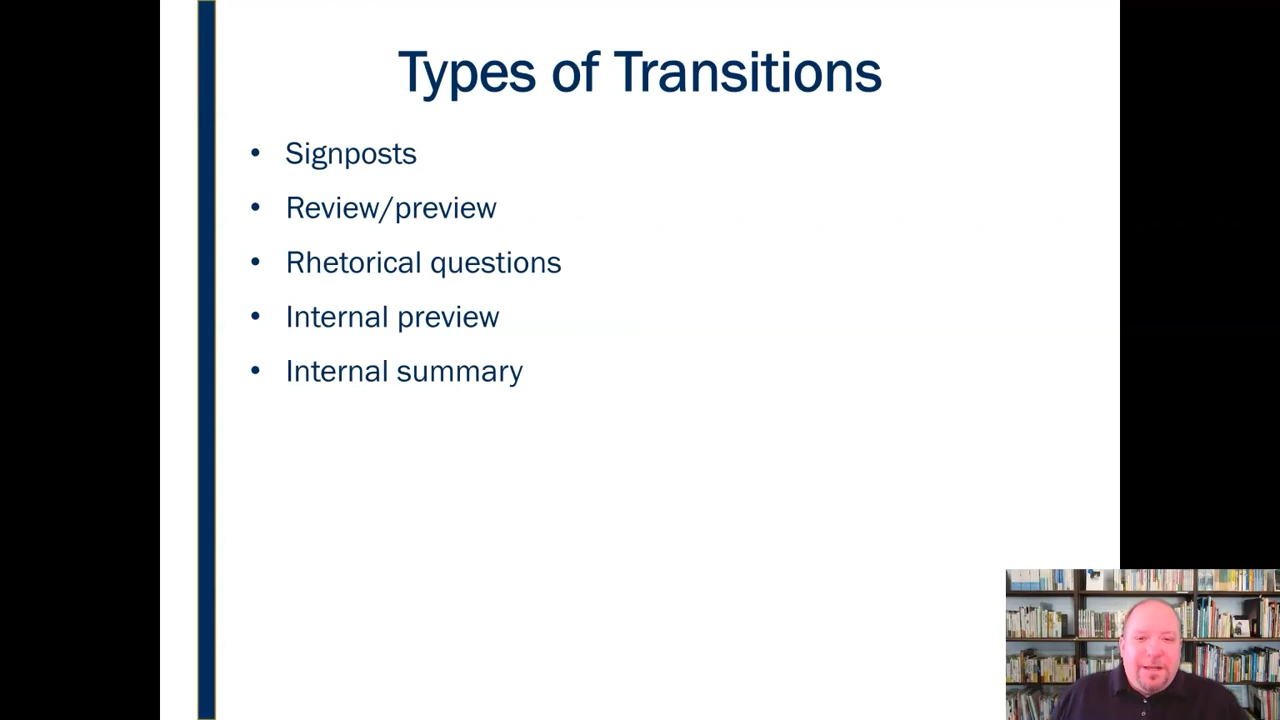 Types of Transitions
• Signposts
• Review/preview
• Rhetorical questions
• Internal preview
• Internal summary